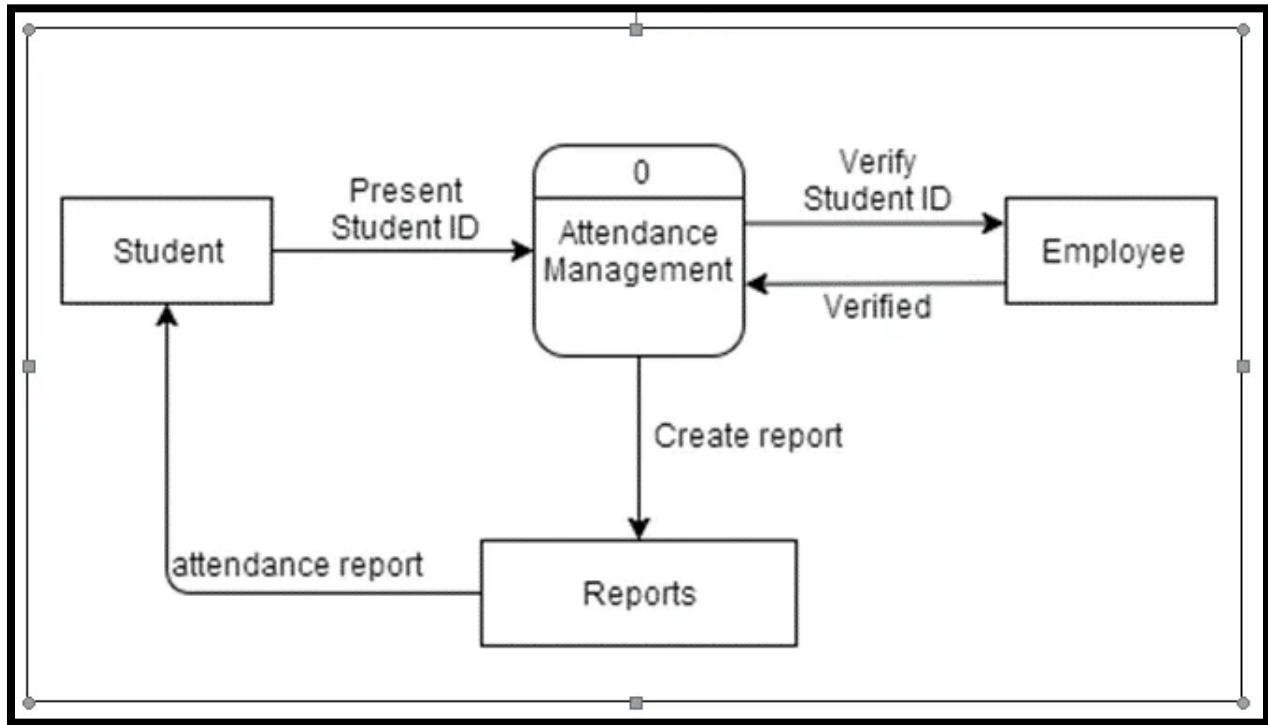 0
Present
Student ID
Verify
Student ID
Student
Attendance
Management
Employee
Verified
Create report
attendance report
Reports